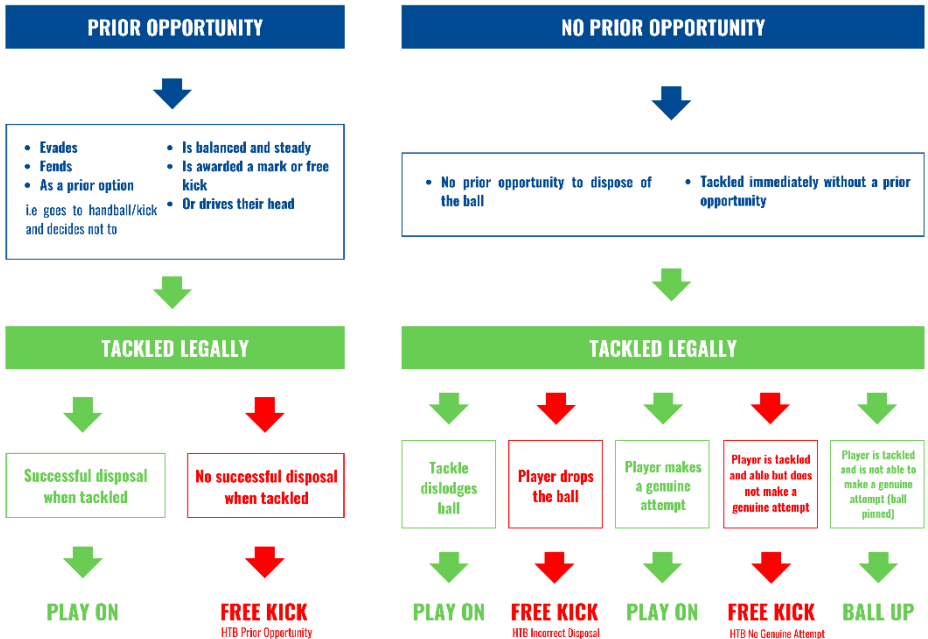 PRIOR OPPORTUNITY
• Evades
• Fends
• As a prior option
i.e goes to handball/kick
and decides not to
• Is balanced and steady
• Is awarded a mark or free
kick
• Or drives their head
TACKLED LEGALLY
Successful disposal
when tackled
PLAY ON
No successful disposal
when tackled
FREE KICK
HTB Prior Opportunity
NO PRIOR OPPORTUNITY
• No prior opportunity to dispose of
the ball
• Tackled immediately without a prior
opportunity
TACKLED LEGALLY
Tackle
dislodges
ball
PLAY ON
Player drops
the ball
FREE KICK
HTB Incorrect Disposal
Player makes
a genuine
attempt
PLAY ON
Player is tackled
and able but does
not make a
genuine attempt
FREE KICK
HTB No Genuine Attempt
Player is tackled
and is not able to
make a genuine
attempt (ball
pinned)
BALL UP